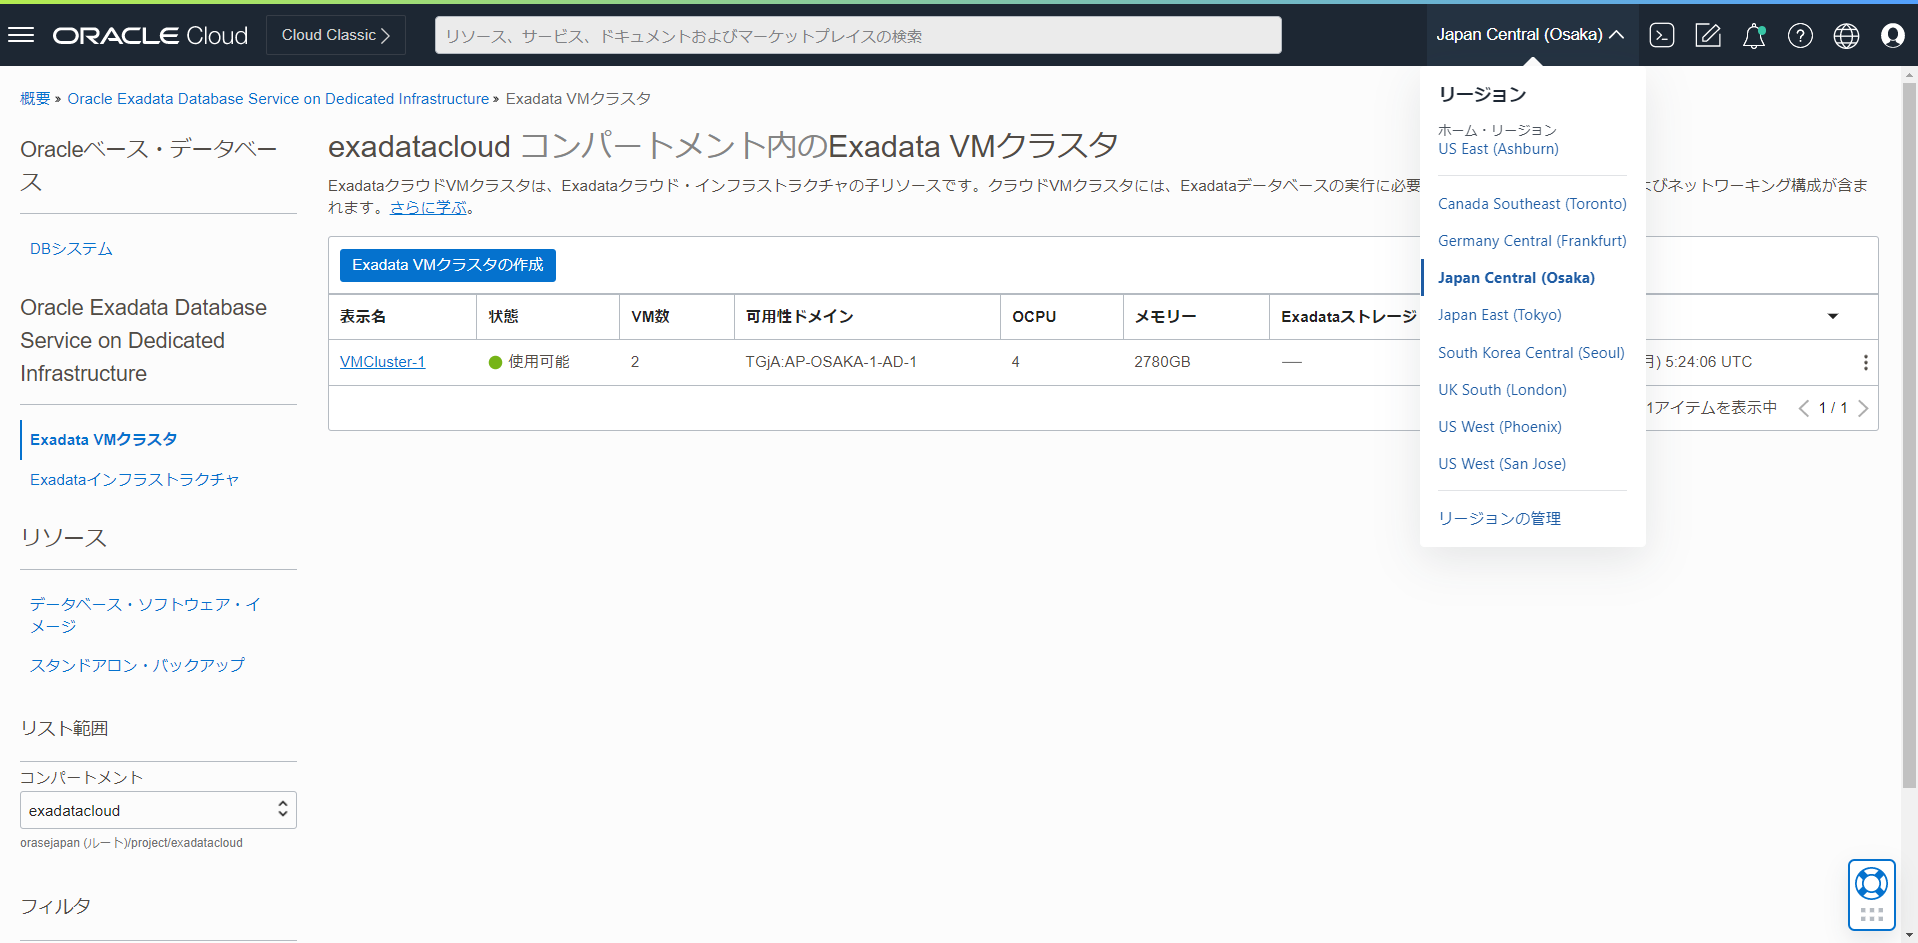 ORACLE Cloud
Cloud Classic
リソース、サービス、ドキュメントおよびマーケットプレイスの検索
Japan Central (Osaka)
概要 » Oracle Exadata Database Service on Dedicated Infrastructure » Exadata VMクラスタ
Oracleベース・データベー
ス
DBシステム
Oracle Exadata Database
Service on Dedicated
Infrastructure
Exadata VMクラスタ
Exadataインフラストラクチャ
リソース
データベース・ソフトウェア・イ
メージ
スタンドアロン・バックアップ
リスト範囲
コンパートメント
exadatacloud
orasejapan (ルート)/project/exadatacloud
フィルタ
exadatacloud コンパートメント内のExadata VMクラスタ
ExadataクラウドVMクラスタは、Exadataクラウド・インフラストラクチャの子リソースです。クラウドVMクラスタには、Exadataデータベースの実行に必要 びネットワーキング構成が含ま
れます。さらに学ぶ。
Exadata VMクラスタの作成
表示名 状態 VM数 可用性ドメイン OCPU メモリー Exadataストレージ
VMCluster-1 使用可能 2 TGjA:AP-OSAKA-1-AD-1 4 2780GB — 月) 5:24:06 UTC
1アイテムを表示中 1 / 1
リージョン
ホーム・リージョン
US East (Ashburn)
Canada Southeast (Toronto)
Germany Central (Frankfurt)
Japan Central (Osaka)
Japan East (Tokyo)
South Korea Central (Seoul)
UK South (London)
US West (Phoenix)
US West (San Jose)
リージョンの管理